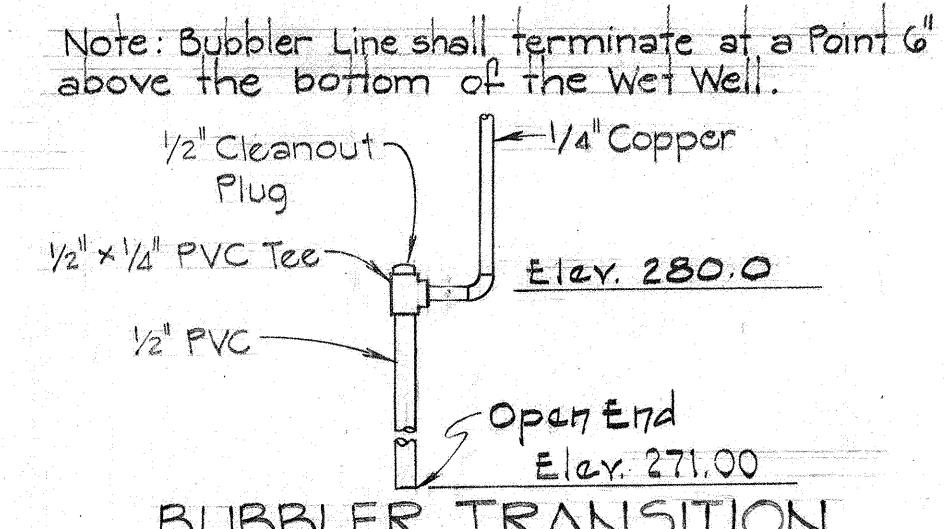 Note: Bubbler Line shall terminate at a Point 6"
above the bottom of the Wet Well.
1/2" Cleanout
Plug
1/4" Copper
1/2" x 1/4" PVC Tee
Elev. 280.0
1/2" PVC
Open End
Elev. 271.00
BUBBLER TRANSITION